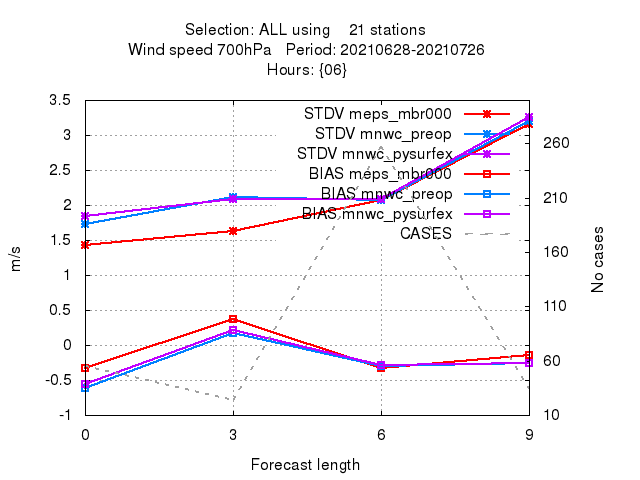 Selection: ALL using 21 stations
Wind speed 700hPa Period: 20210628-20210726
Hours: {06}
STDV meps_mbr000
STDV mnwc_preop
STDV mnwc_pysurfex
BIAS meps_mbr000
BIAS mnwc_preop
BIAS mnwc_pysurfex
CASES
3.5
3
2.5
2
1.5
1
0.5
0
-0.5
-1
m/s
260
210
160
110
60
10
No cases
0 3 6 9
Forecast length